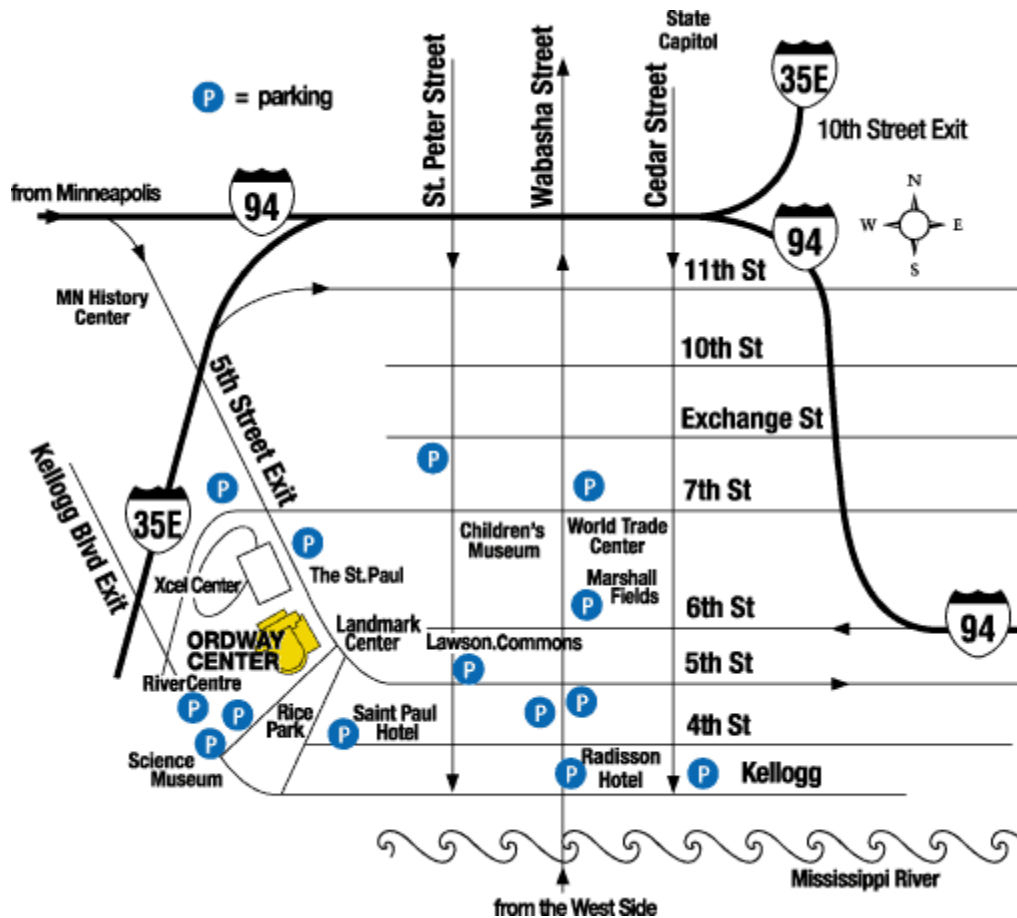 State
Capitol
35E
P = parking
St. Peter Street
Wabasha Street
Cedar Street
10th Street Exit
from Minneapolis
94
94
N
W E
S
11th St
MN History
Center
10th St
5th Street Exit
Exchange St
Kellogg Blvd Exit
P
P
P
7th St
35E
P
Children's
Museum
World Trade
Center
The St.Paul
Xcel Center
Marshall
Fields
P
6th St
94
Landmark
Center
ORDWAY
CENTER
Lawson.Commons
P
5th St
RiverCentre
P
P
P
P
Rice
Park
Saint Paul
Hotel
P
4th St
P
Science
Museum
Radisson
Hotel
P
P
Kellogg
Mississippi River
from the West Side